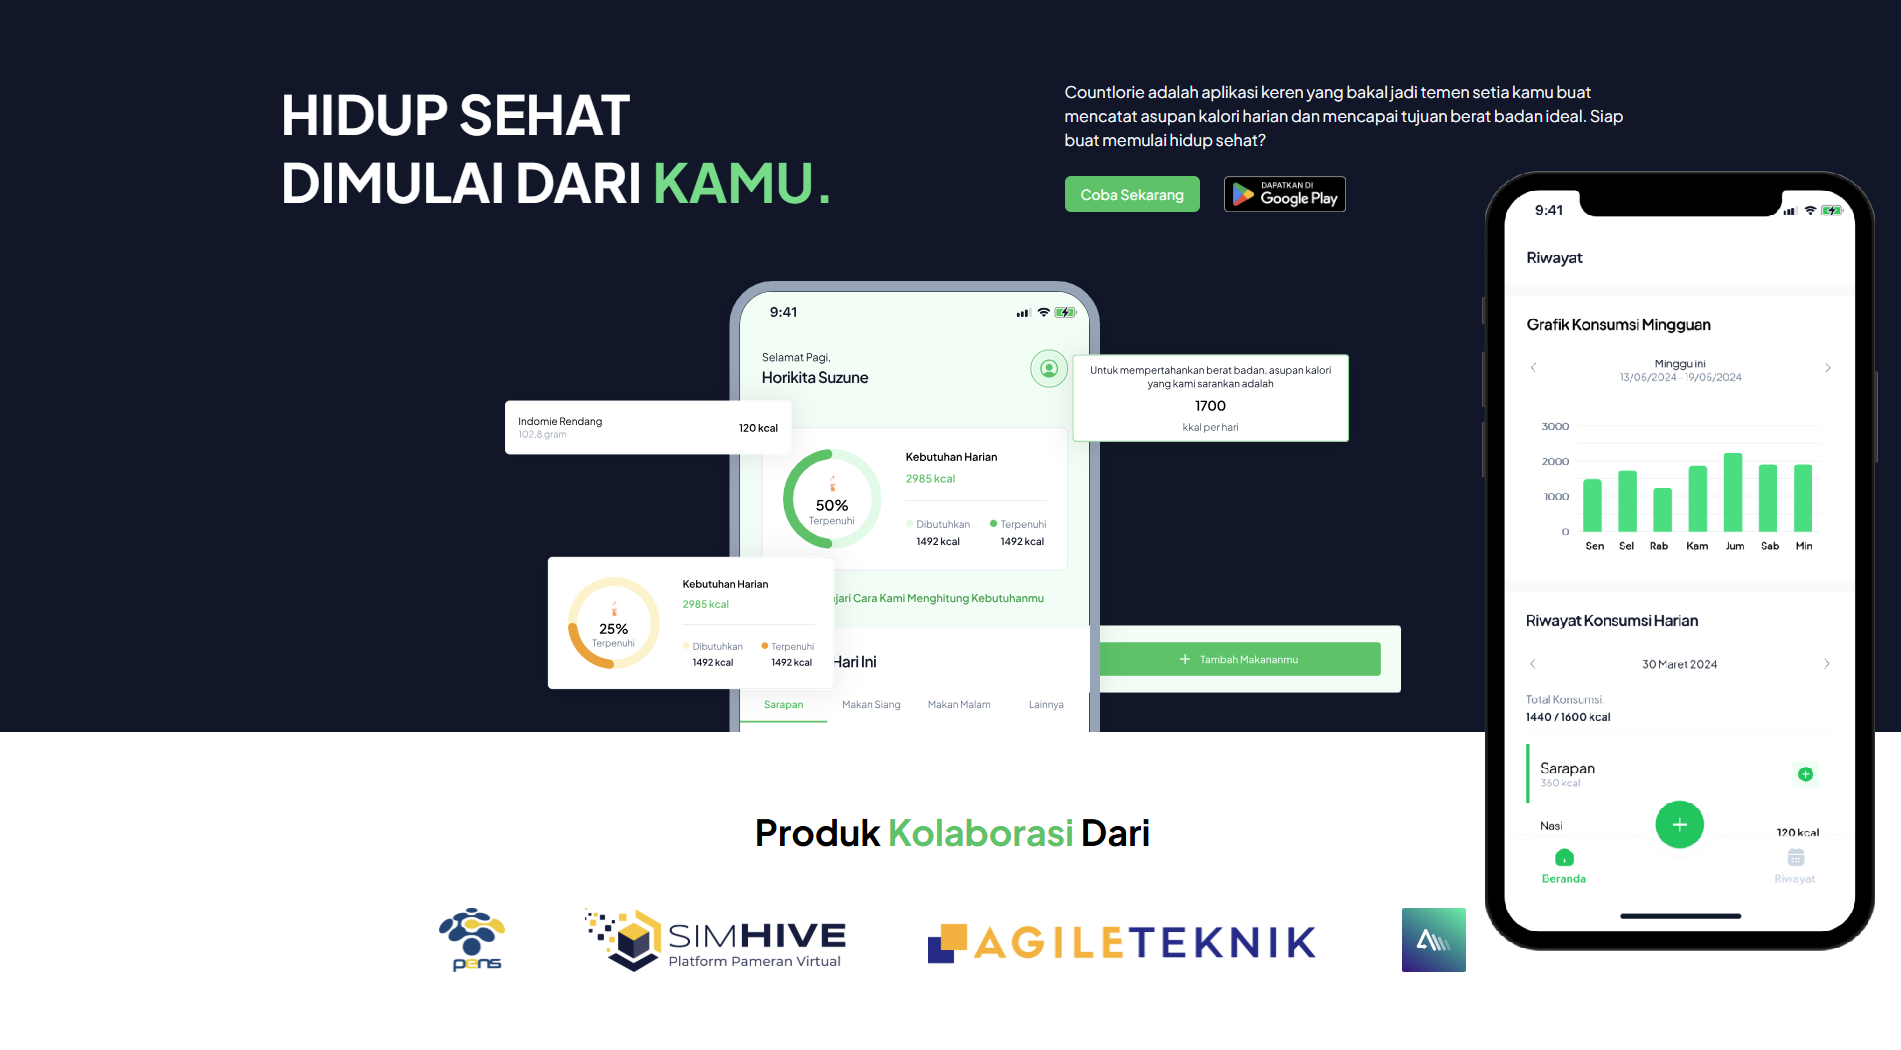 HIDUP SEHAT
DIMULAI DARI KAMU.
Countlorie adalah aplikasi keren yang bakal jadi temen setia kamu buat
mencatat asupan kalori harian dan mencapai tujuan berat badan ideal. Siap
buat memulai hidup sehat?
Coba Sekarang
DAPATKAN DI
Google Play
9:41
Selamat Pagi,
Horikita Suzune
Untuk mempertahankan berat badan, asupan kalori
yang kami sarankan adalah
1700
kkal per hari
Indomie Rendang
102.8 gram
120 kcal
50%
Terpenuhi
Kebutuhan Harian
2985 kcal
Dibutuhkan
1492 kcal
Terpenuhi
1492 kcal
25%
Terpenuhi
Kebutuhan Harian
2985 kcal
Dibutuhkan
1492 kcal
Terpenuhi
1492 kcal
ajari Cara Kami Menghitung Kebutuhanmu
Hari Ini
Tambah Makananmu
Sarapan Makan Siang Makan Malam Lainnya
9:41
Riwayat
Grafik Konsumsi Mingguan
Minggu ini
13/05/2024 - 19/05/2024
3000
2000
1000
0
Sen Sel Rab Kam Jum Sab Min
Riwayat Konsumsi Harian
30 Maret 2024
Total Konsumsi
1440 / 1600 kcal
Sarapan
360 kcal
Nasi
120 kcal
Beranda
Riwayat
Produk Kolaborasi Dari
pens
SIMHIVE
Platform Pameran Virtual
AGILETEKNIK